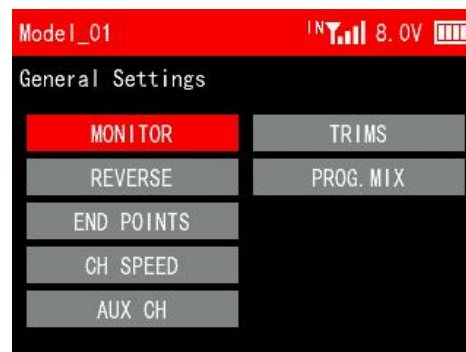 Model_01 IN 8.0V
General Settings
MONITOR TRIMS
REVERSE PROG.MIX
END POINTS
CH SPEED
AUX CH